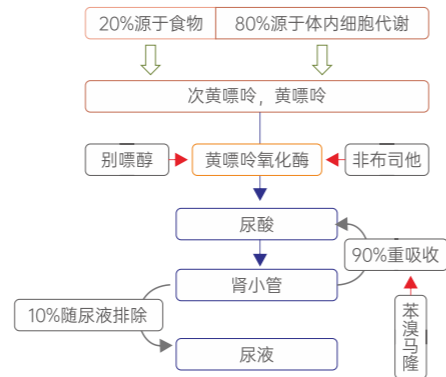 20%源于食物
80%源于体内细胞代谢
次黄嘌呤，黄嘌呤
别嘌醇
黄嘌呤氧化酶
非布司他
尿酸
90%重吸收
肾小管
10%随尿液排除
苯溴马隆
尿液